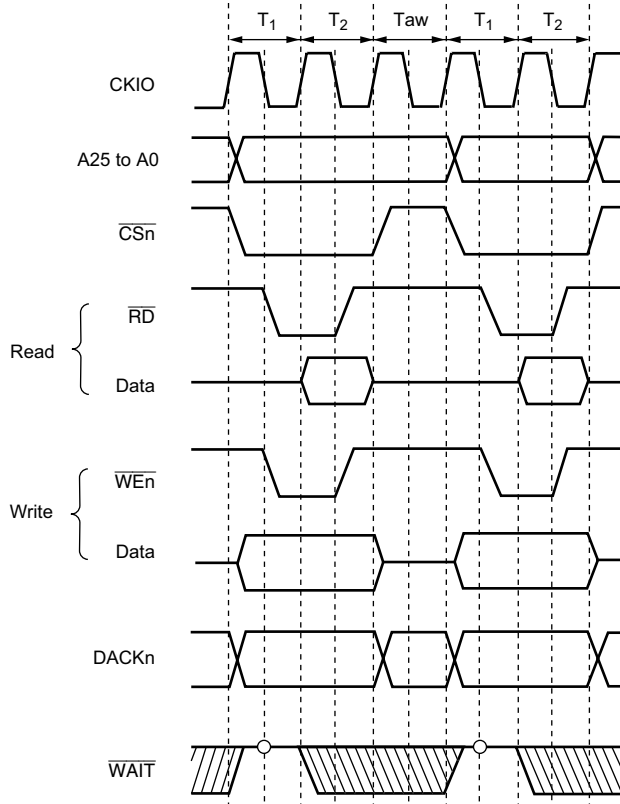 T1 T2 Taw T1 T2
CKIO
A25 to A0
CSn
RD
Read
Data
WEn
Write
Data
DACKn
WAIT